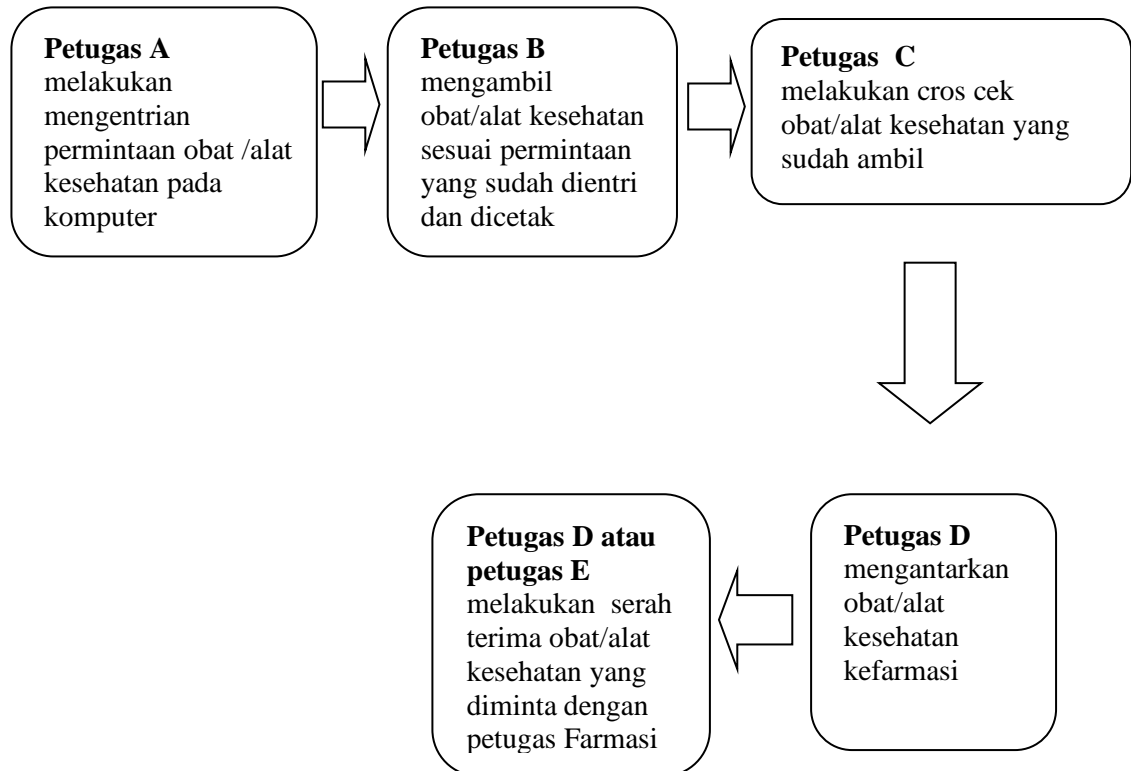 Petugas A
melakukan
mengentrian
permintaan obat /alat
kesehatan pada
komputer
Petugas B
mengambil
obat/alat kesehatan
sesuai permintaan
yang sudah dientri
dan dicetak
Petugas C
melakukan cros cek
obat/alat kesehatan yang
sudah ambil
Petugas D
mengantarkan
obat/alat
kesehatan
kefarmasi
Petugas D atau
petugas E
melakukan serah
terima obat/alat
kesehatan yang
diminta dengan
petugas Farmasi